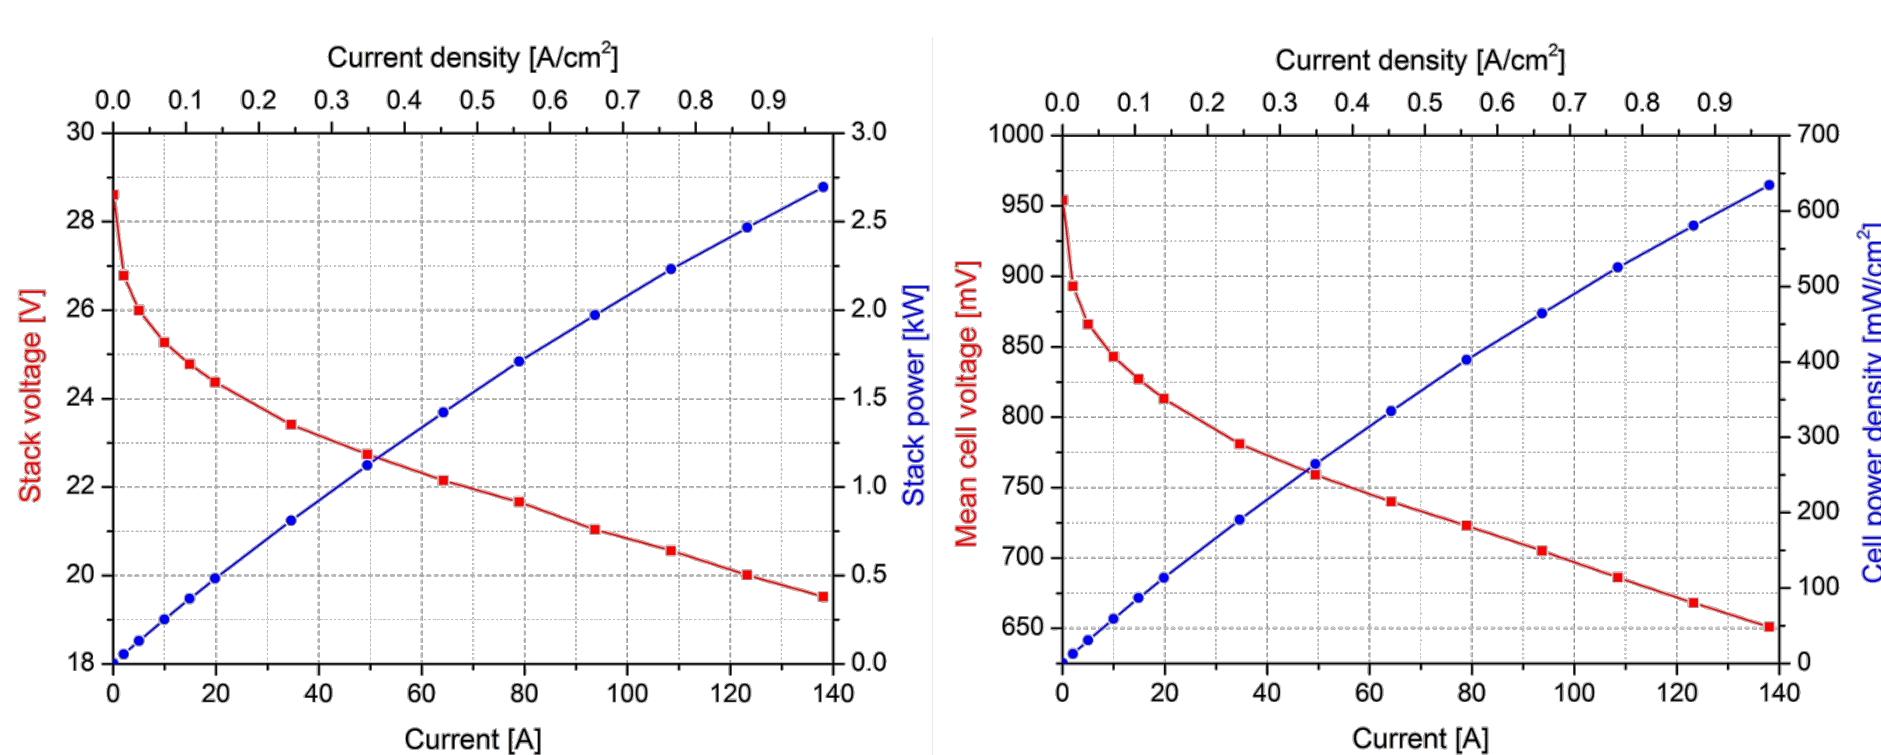 Current density [A/cm²]
0.0 0.1 0.2 0.3 0.4 0.5 0.6 0.7 0.8 0.9
30 28 26 24 22 20 18
Stack voltage [V]
3.0 2.5 2.0 1.5 1.0 0.5 0.0
Stack power [kW]
0 20 40 60 80 100 120 140
Current [A]
Current density [A/cm²]
0.0 0.1 0.2 0.3 0.4 0.5 0.6 0.7 0.8 0.9
1000 950 900 850 800 750 700 650
Mean cell voltage [mV]
700 600 500 400 300 200 100 0
Cell power density [mW/cm²]
0 20 40 60 80 100 120 140
Current [A]